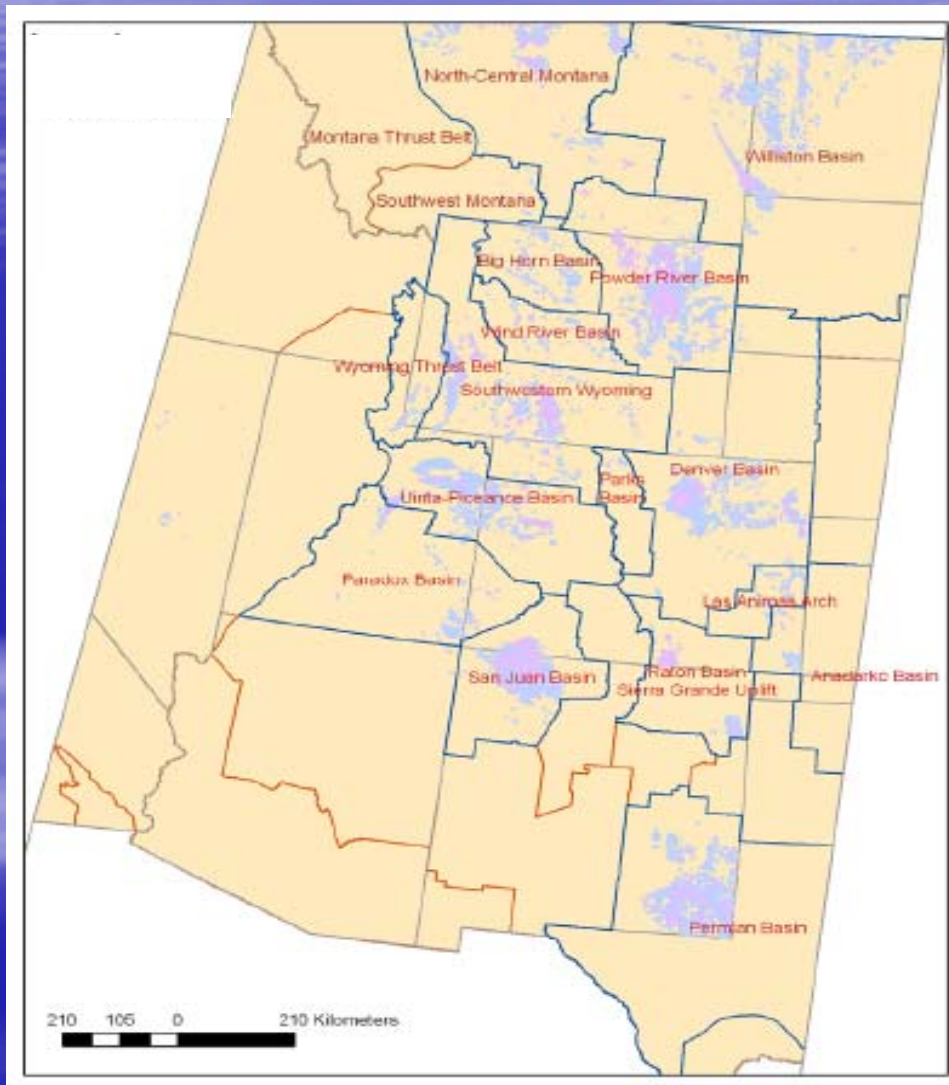 North-Central Montana
Montana Thrust Belt
Williston Basin
Southwest Montana
Big Horn Basin
Powder River Basin
Wind River Basin
Wyoming Thrust Belt
Southwestern Wyoming
Denver Basin
Parks
Basin
Uinta-Piceance Basin
Paradox Basin
Las Animas Arch
San Juan Basin
Raton Basin
Sierra Grande Uplift
Anadarko Basin
Permian Basin
210 105 0 210 Kilometers